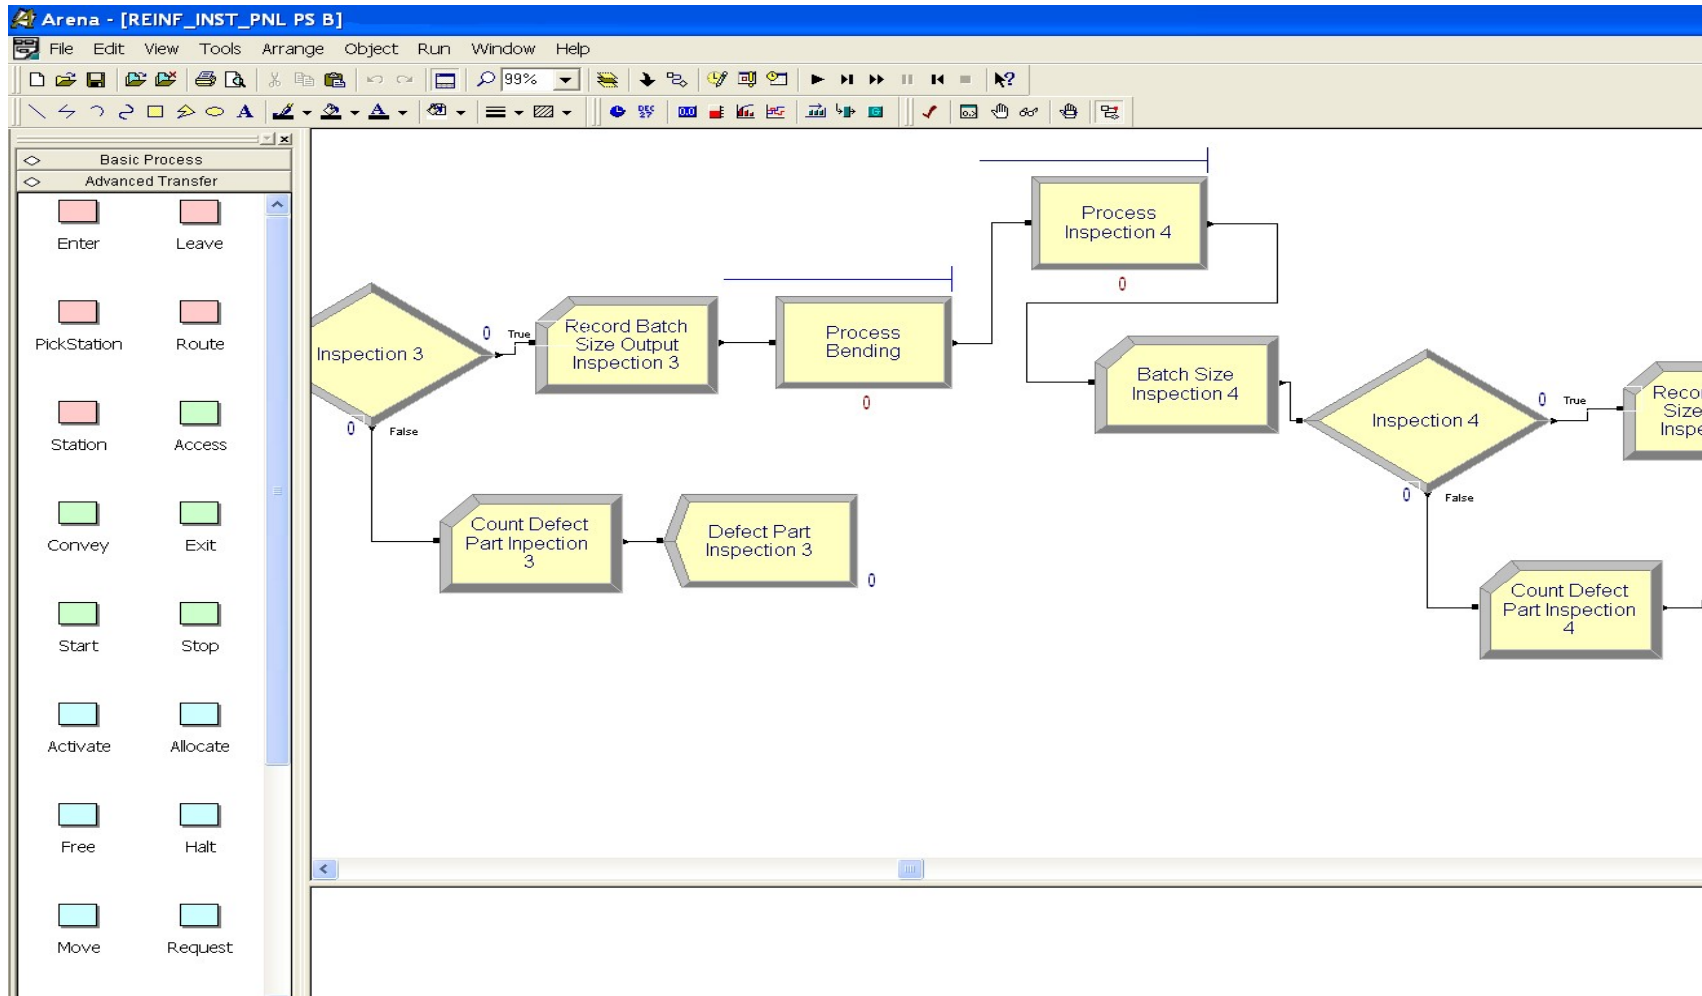 Arena - [REINF_INST_PNL PS B]
File Edit View Tools Arrange Object Run Window Help
99%
A A
Basic Process
Advanced Transfer
Enter Leave
PickStation Route
Station Access
Convey Exit
Start Stop
Activate Allocate
Free Halt
Move Request
Inspection 3
0
True
0
False
Record Batch
Size Output
Inspection 3
Process
Bending
0
Process
Inspection 4
0
Batch Size
Inspection 4
Inspection 4
0
True
0
False
Recor
Size
Inspe
Count Defect
Part Inpection
3
Defect Part
Inspection 3
0
Count Defect
Part Inspection
4